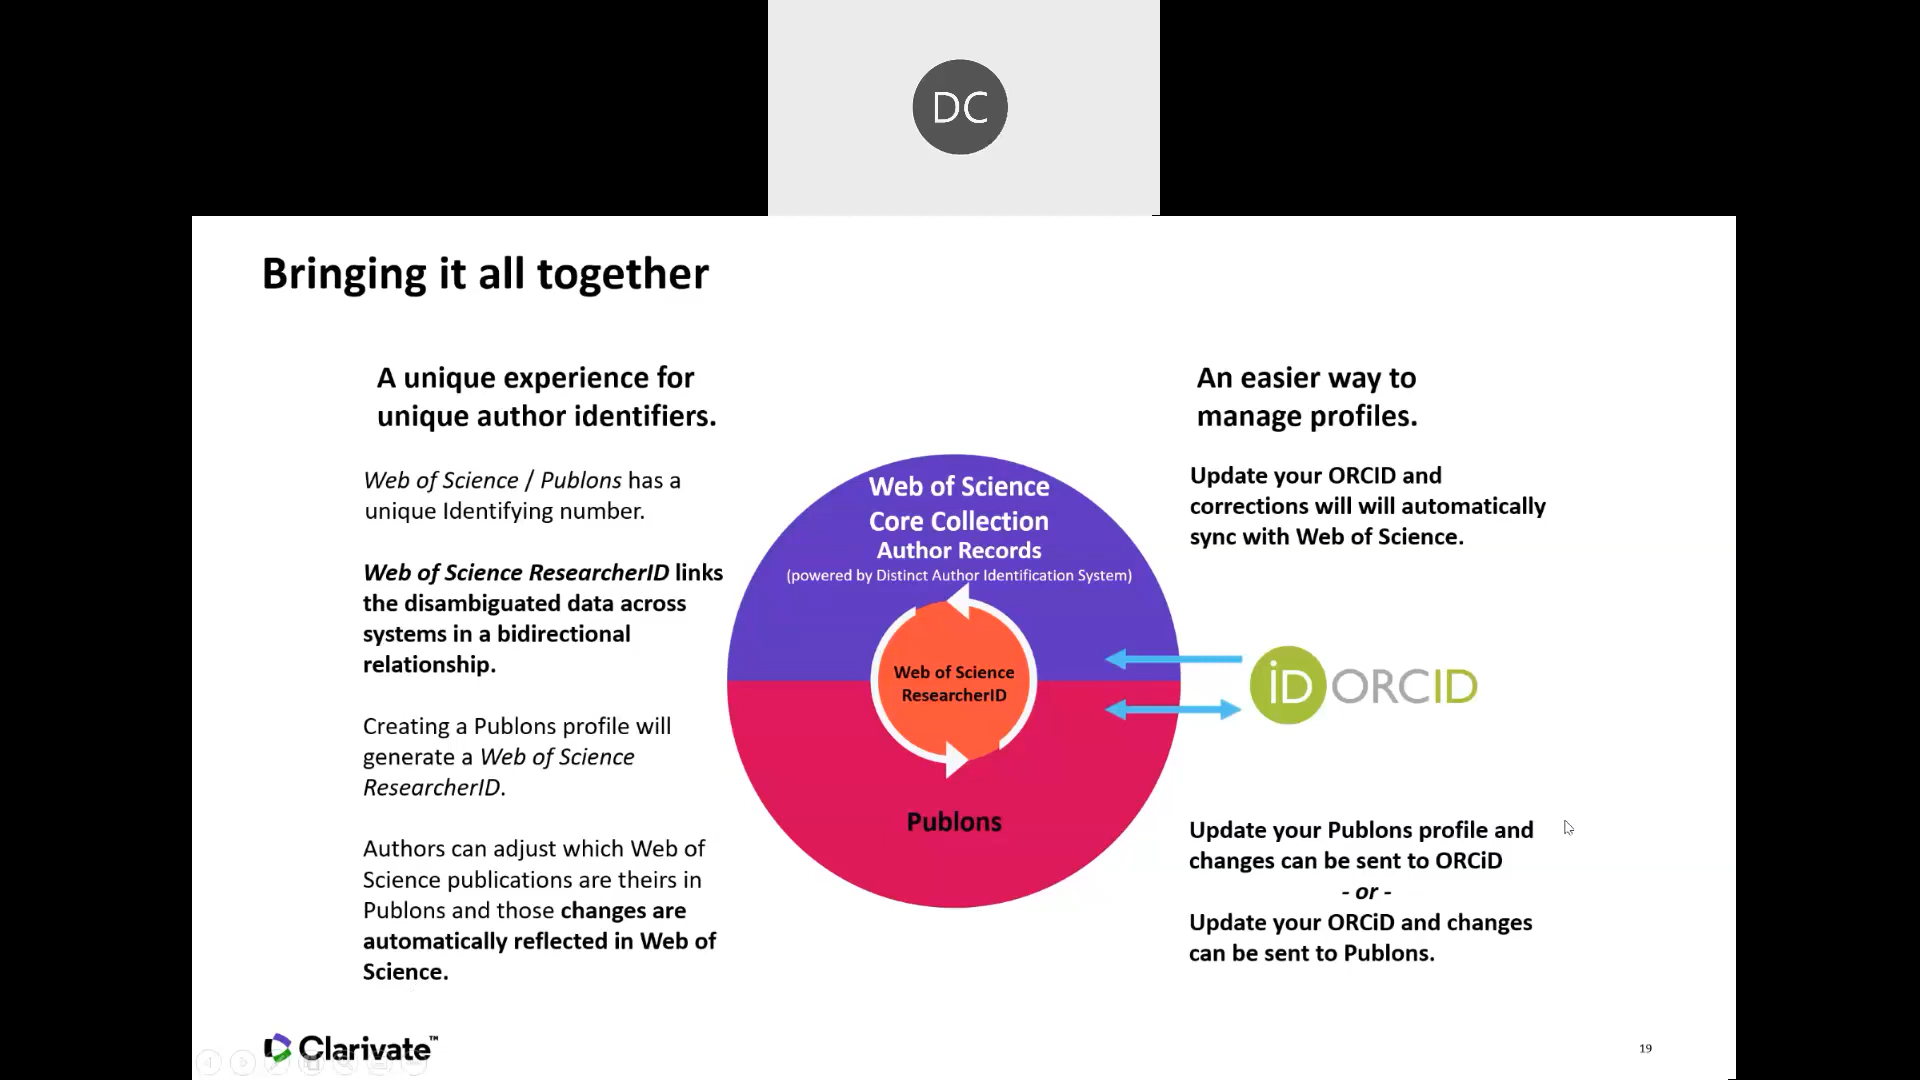 DC
Bringing it all together
A unique experience for
unique author identifiers.
Web of Science / Publons has a
unique Identifying number.
Web of Science ResearcherID links
the disambiguated data across
systems in a bidirectional
relationship.
Creating a Publons profile will
generate a Web of Science
ResearcherID.
Authors can adjust which Web of
Science publications are theirs in
Publons and those changes are
automatically reflected in Web of
Science.
Web of Science
Core Collection
Author Records
(powered by Distinct Author Identification System)
Web of Science
ResearcherID
Publons
An easier way to
manage profiles.
Update your ORCID and
corrections will will automatically
sync with Web of Science.
iD ORCID
Update your Publons profile and
changes can be sent to ORCiD
- or -
Update your ORCiD and changes
can be sent to Publons.
Clarivate™
19